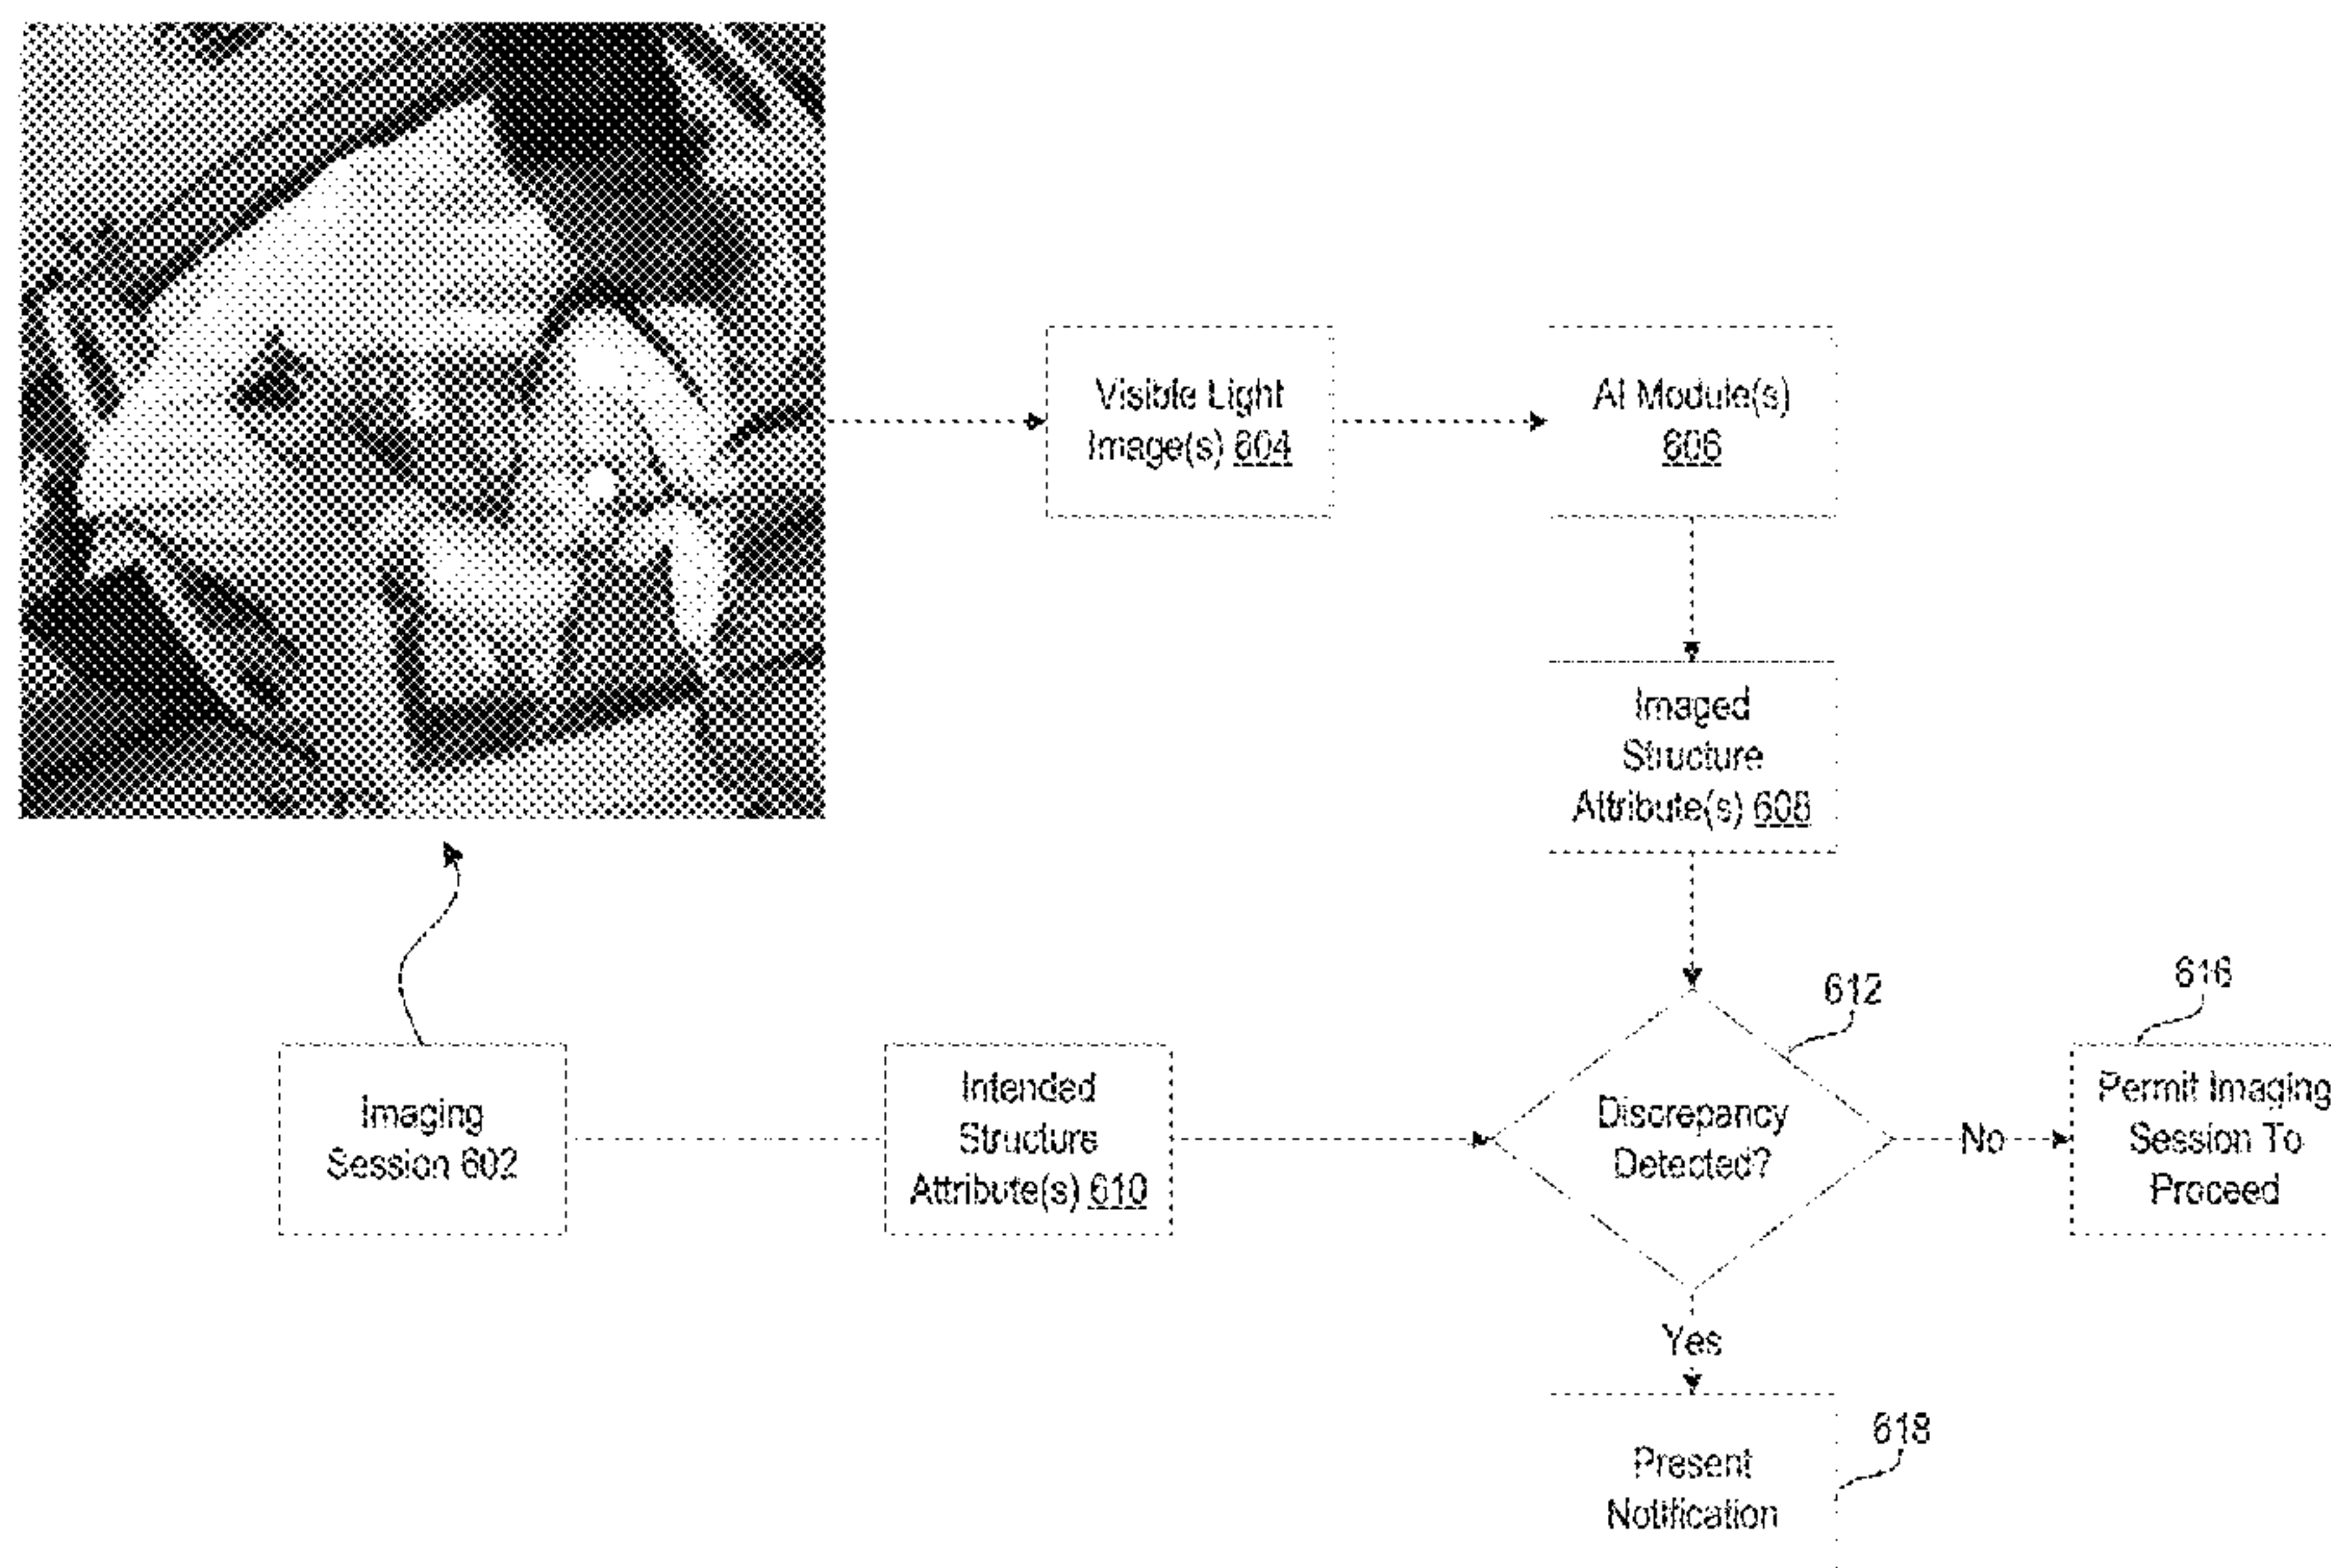 Visible Light
Image(s) 604
AI Module(s)
606
Imaged
Structure
Attribute(s) 608
612
616
Imaging
Session 602
Intended
Structure
Attribute(s) 610
Discrepancy
Detected?
No
Permit Imaging
Session To
Proceed
Yes
618
Present
Notification